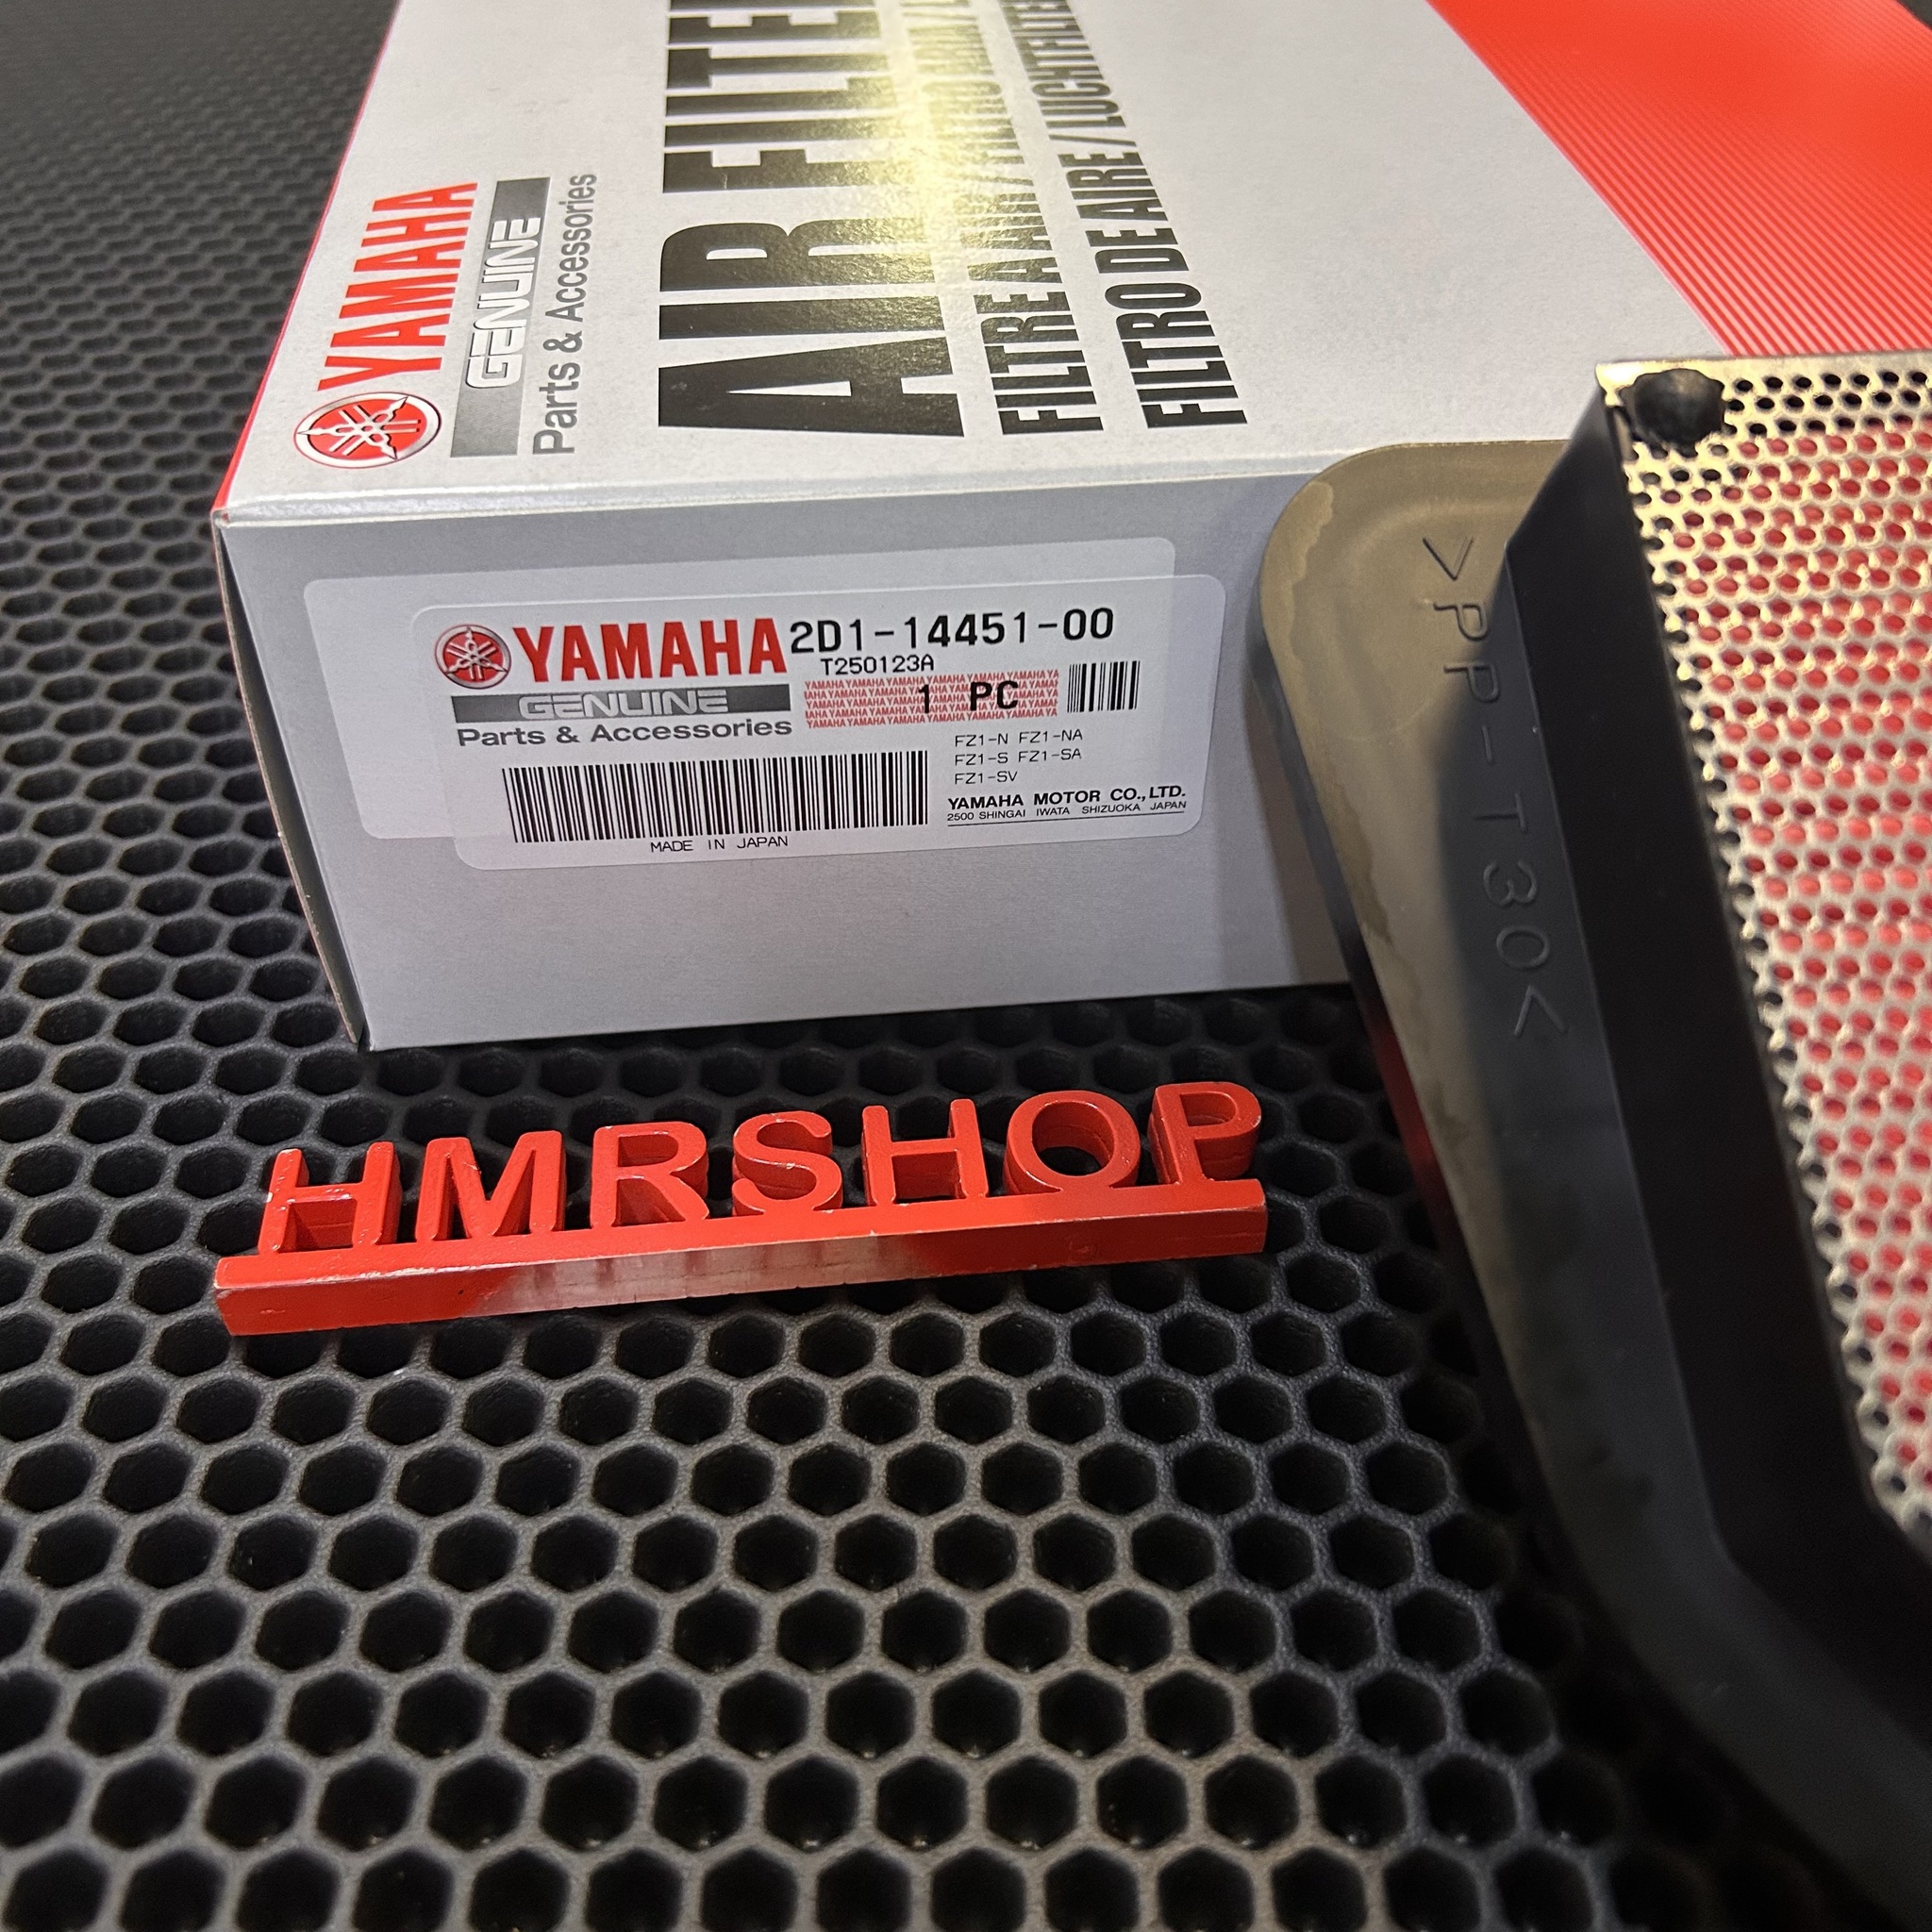 YAMAHA
GENUINE
Parts & Accessories
AIR FILTE
FILTRE À AIR /
FILTRO DE AIRE / LUCHTFILTE
YAMAHA 2D1-14451-00
T250123A
GENUINE
1 PC
Parts & Accessories
FZ1-N FZ1-NA
FZ1-S FZ1-SA
FZ1-SV
YAMAHA MOTOR CO., LTD.
2500 SHINGAI IWATA SHIZUOKA JAPAN
MADE IN JAPAN
>PP-T30<
HMRSHOP